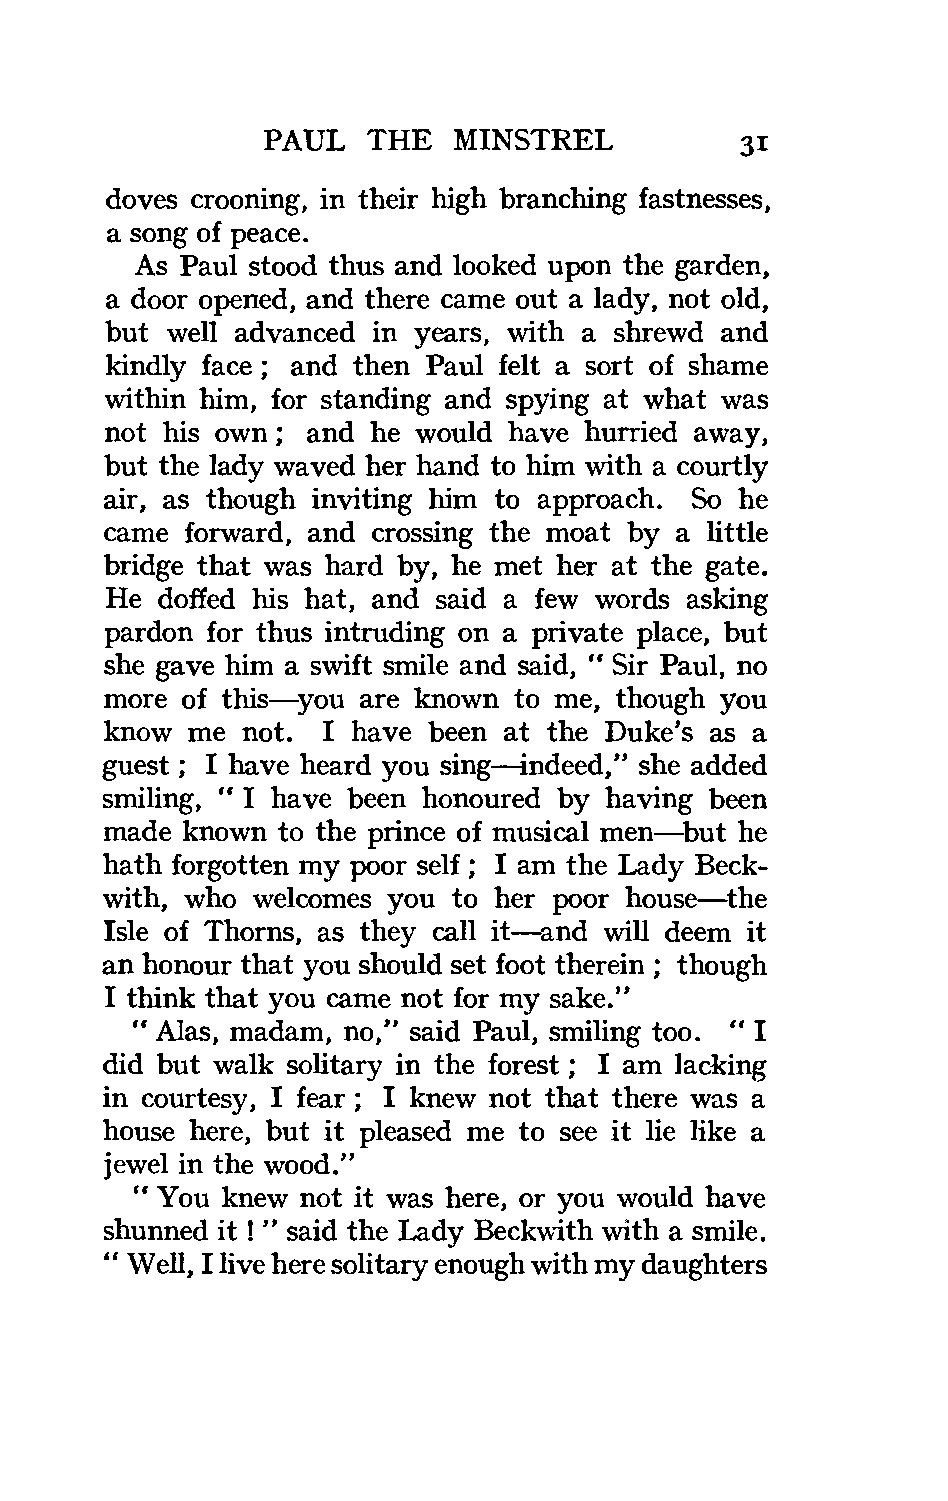 PAUL THE MINSTREL 31
doves crooning, in their high branching fastnesses,
a song of peace.
As Paul stood thus and looked upon the garden,
a door opened, and there came out a lady, not old,
but well advanced in years, with a shrewd and
kindly face ; and then Paul felt a sort of shame
within him, for standing and spying at what was
not his own ; and he would have hurried away,
but the lady waved her hand to him with a courtly
air, as though inviting him to approach. So he
came forward, and crossing the moat by a little
bridge that was hard by, he met her at the gate.
He doffed his hat, and said a few words asking
pardon for thus intruding on a private place, but
she gave him a swift smile and said, " Sir Paul, no
more of this—you are known to me, though you
know me not. I have been at the Duke's as a
guest ; I have heard you sing—indeed," she added
smiling, " I have been honoured by having been
made known to the prince of musical men—but he
hath forgotten my poor self ; I am the Lady Beck-
with, who welcomes you to her poor house—the
Isle of Thorns, as they call it—and will deem it
an honour that you should set foot therein ; though
I think that you came not for my sake."
" Alas, madam, no," said Paul, smiling too. " I
did but walk solitary in the forest ; I am lacking
in courtesy, I fear ; I knew not that there was a
house here, but it pleased me to see it lie like a
jewel in the wood."
" You knew not it was here, or you would have
shunned it ! " said the Lady Beckwith with a smile.
" Well, I live here solitary enough with my daughters